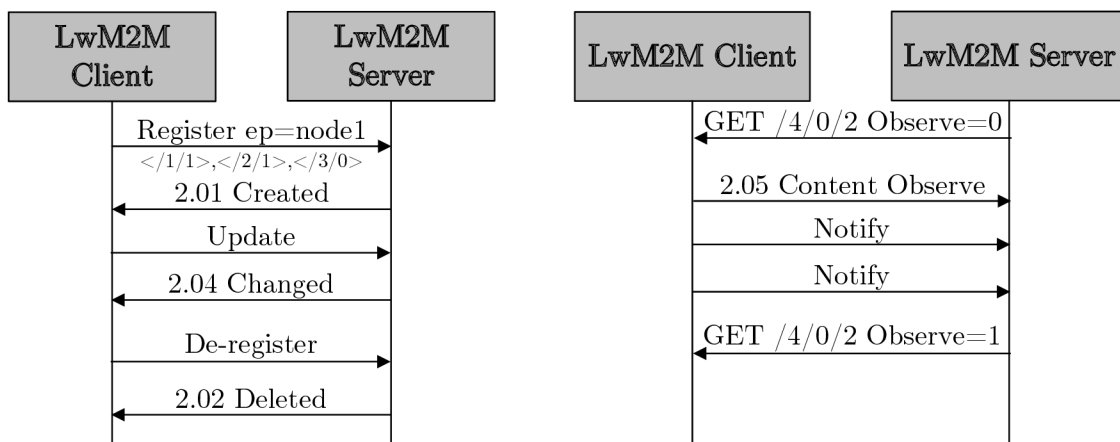 LwM2M
Client
LwM2M
Server
Register ep=node1
</1/1>,</2/1>,</3/0>
2.01 Created
Update
2.04 Changed
De-register
2.02 Deleted
LwM2M Client
LwM2M Server
GET /4/0/2 Observe=0
2.05 Content Observe
Notify
Notify
GET /4/0/2 Observe=1